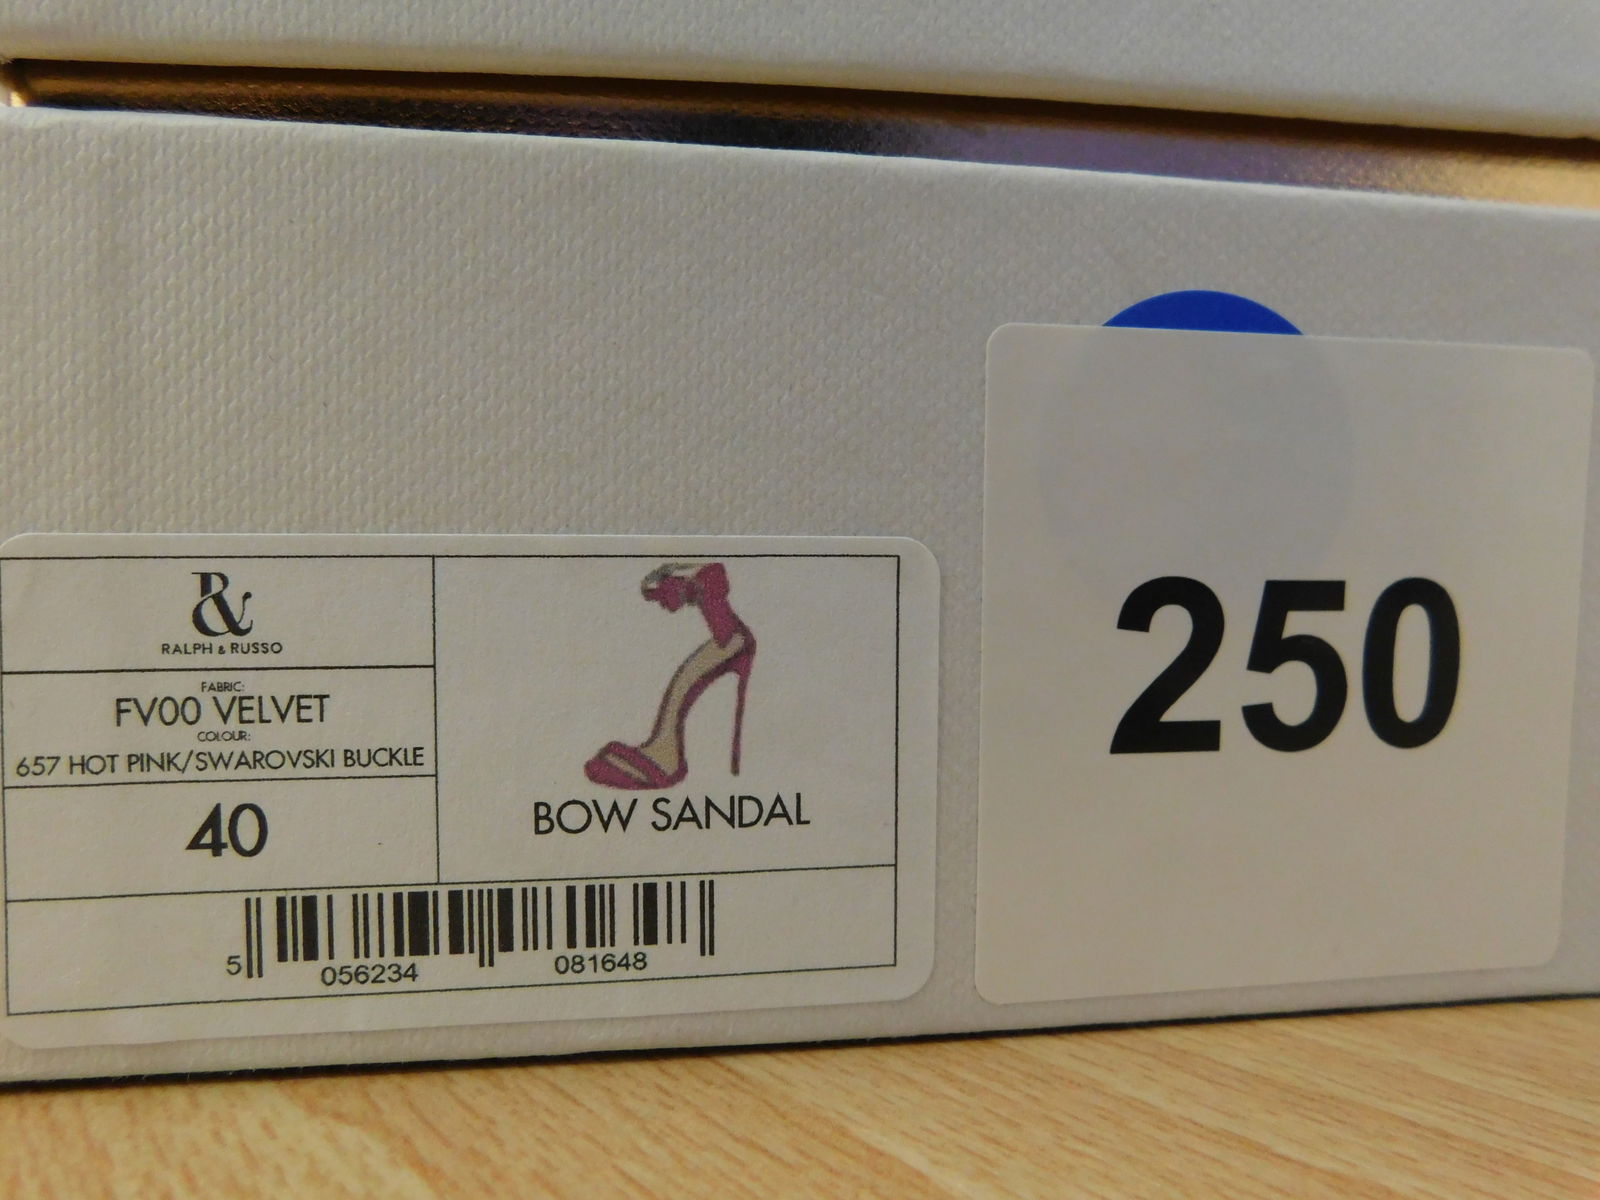 R&
RALPH & RUSSO
FABRIC:
FV00 VELVET
COLOUR:
657 HOT PINK/SWAROVSKI BUCKLE
40
BOW SANDAL
5 056234 081648
250